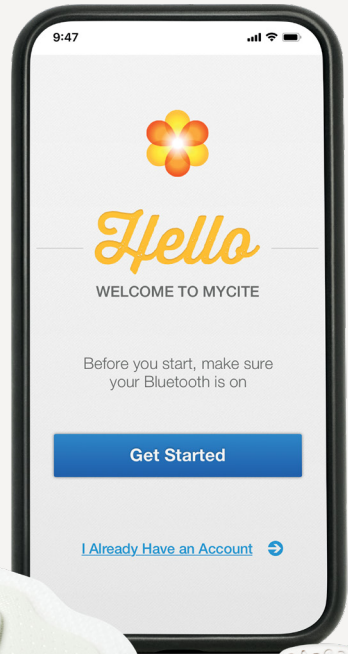 9:47
Hello
WELCOME TO MYCITE
Before you start, make sure
your Bluetooth is on
Get Started
I Already Have an Account